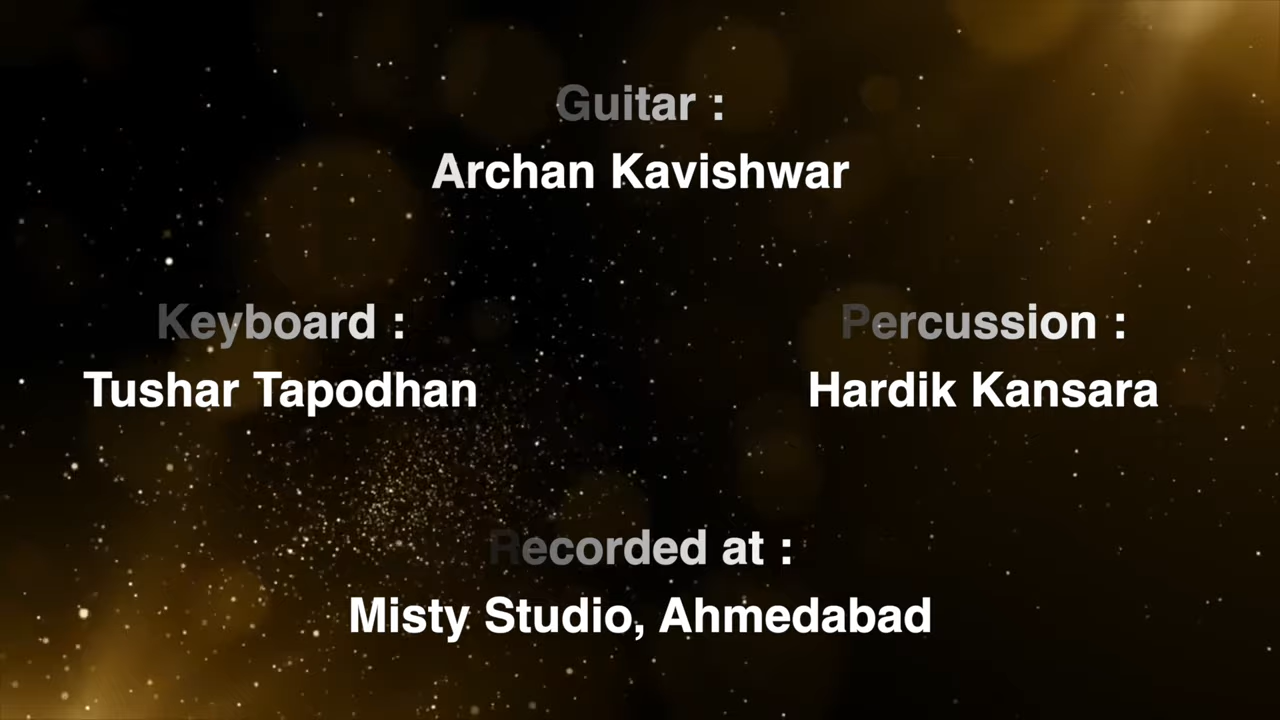 Guitar :
Archan Kavishwar
Keyboard :
Tushar Tapodhan
Percussion :
Hardik Kansara
Recorded at :
Misty Studio, Ahmedabad